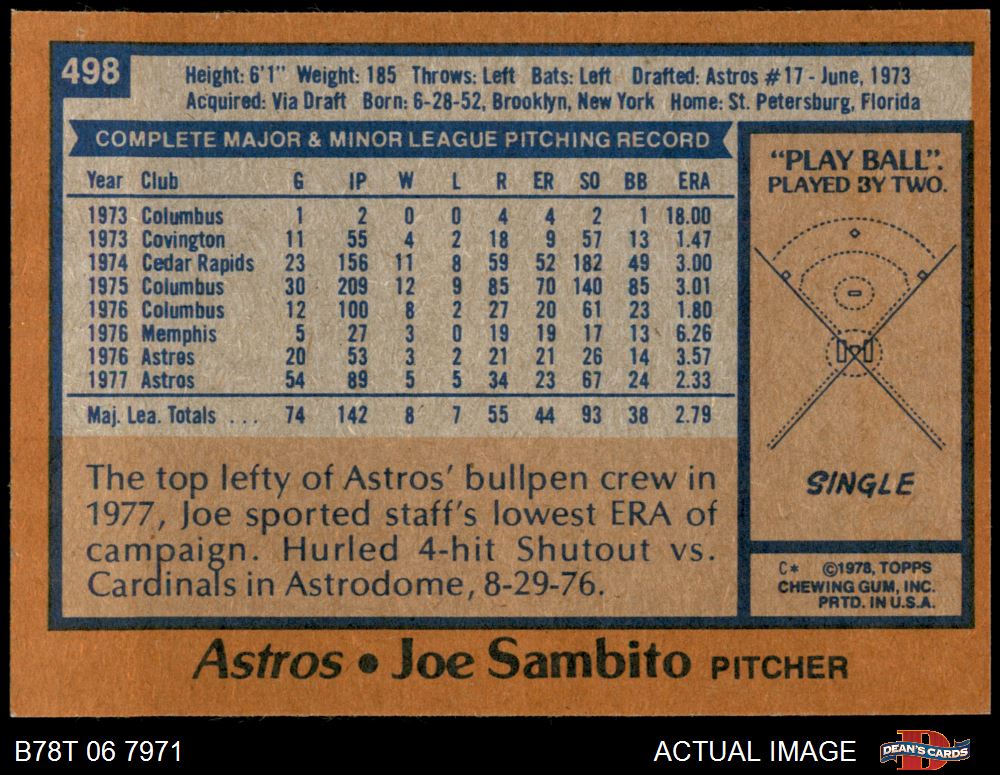 498
Height: 6'1" Weight: 185 Throws: Left Bats: Left Drafted: Astros #17 - June, 1973
Acquired: Via Draft Born: 6-28-52, Brooklyn, New York Home: St. Petersburg, Florida
COMPLETE MAJOR & MINOR LEAGUE PITCHING RECORD
Year Club G IP W L R ER SO BB ERA
1973 Columbus 1 2 0 0 4 4 2 1 18.00
1973 Covington 11 55 4 2 18 9 57 13 1.47
1974 Cedar Rapids 23 156 11 8 59 52 182 49 3.00
1975 Columbus 30 209 12 9 85 70 140 85 3.01
1976 Columbus 12 100 8 2 27 20 61 23 1.80
1976 Memphis 5 27 3 0 19 19 17 13 6.26
1976 Astros 20 53 3 2 21 21 26 14 3.57
1977 Astros 54 89 5 5 34 23 67 24 2.33
Maj. Lea. Totals . . . 74 142 8 7 55 44 93 38 2.79
The top lefty of Astros' bullpen crew in
1977, Joe sported staff's lowest ERA of
campaign. Hurled 4-hit Shutout vs.
Cardinals in Astrodome, 8-29-76.
"PLAY BALL".
PLAYED BY TWO.
SINGLE
C* ©1978, TOPPS
CHEWING GUM, INC.
PRTD. IN U.S.A.
Astros • Joe Sambito PITCHER
B78T 06 7971
ACTUAL IMAGE
DEAN'S CARDS